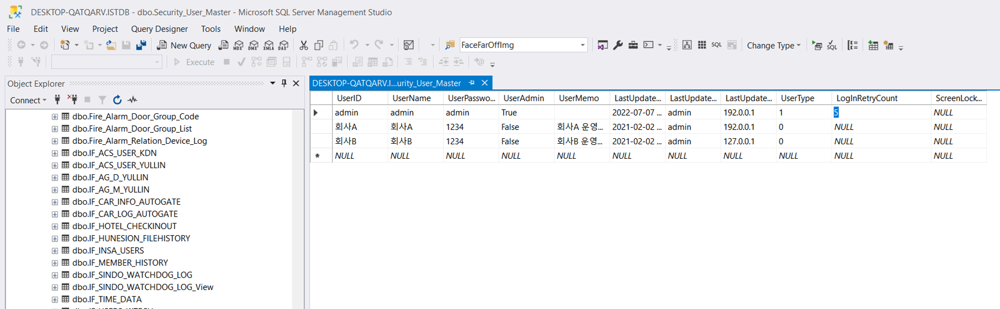 DESKTOP-QATQARV.ISTDB - dbo.Security_User_Master - Microsoft SQL Server Management Studio
File Edit View Project Query Designer Tools Window Help
New Query MDX DMX XMLA DAX FaceFarOffImg SQL Change Type SQL
Execute
Object Explorer
Connect
dbo.Fire_Alarm_Door_Group_Code
dbo.Fire_Alarm_Door_Group_List
dbo.Fire_Alarm_Relation_Device_Log
dbo.IF_ACS_USER_KDN
dbo.IF_ACS_USER_YULLIN
dbo.IF_AG_D_YULLIN
dbo.IF_AG_M_YULLIN
dbo.IF_CAR_INFO_AUTOGATE
dbo.IF_CAR_LOG_AUTOGATE
dbo.IF_HOTEL_CHECKINOUT
dbo.IF_HUNESION_FILEHISTORY
dbo.IF_INSA_USERS
dbo.IF_MEMBER_HISTORY
dbo.IF_SINDO_WATCHDOG_LOG
dbo.IF_SINDO_WATCHDOG_LOG_View
dbo.IF_TIME_DATA
DESKTOP-QATQARV.I...urity_User_Master
UserID UserName UserPasswo... UserAdmin UserMemo LastUpdate... LastUpdate... LastUpdate... UserType LogInRetryCount ScreenLock...
admin admin admin True 2022-07-07 ... admin 192.0.0.1 1 5 NULL
회사A 회사A 1234 False 회사A 운영... 2021-02-02 ... admin 192.0.0.1 0 NULL NULL
회사B 회사B 1234 False 회사B 운영... 2021-02-02 ... admin 127.0.0.1 0 NULL NULL
NULL NULL NULL NULL NULL NULL NULL NULL NULL NULL NULL